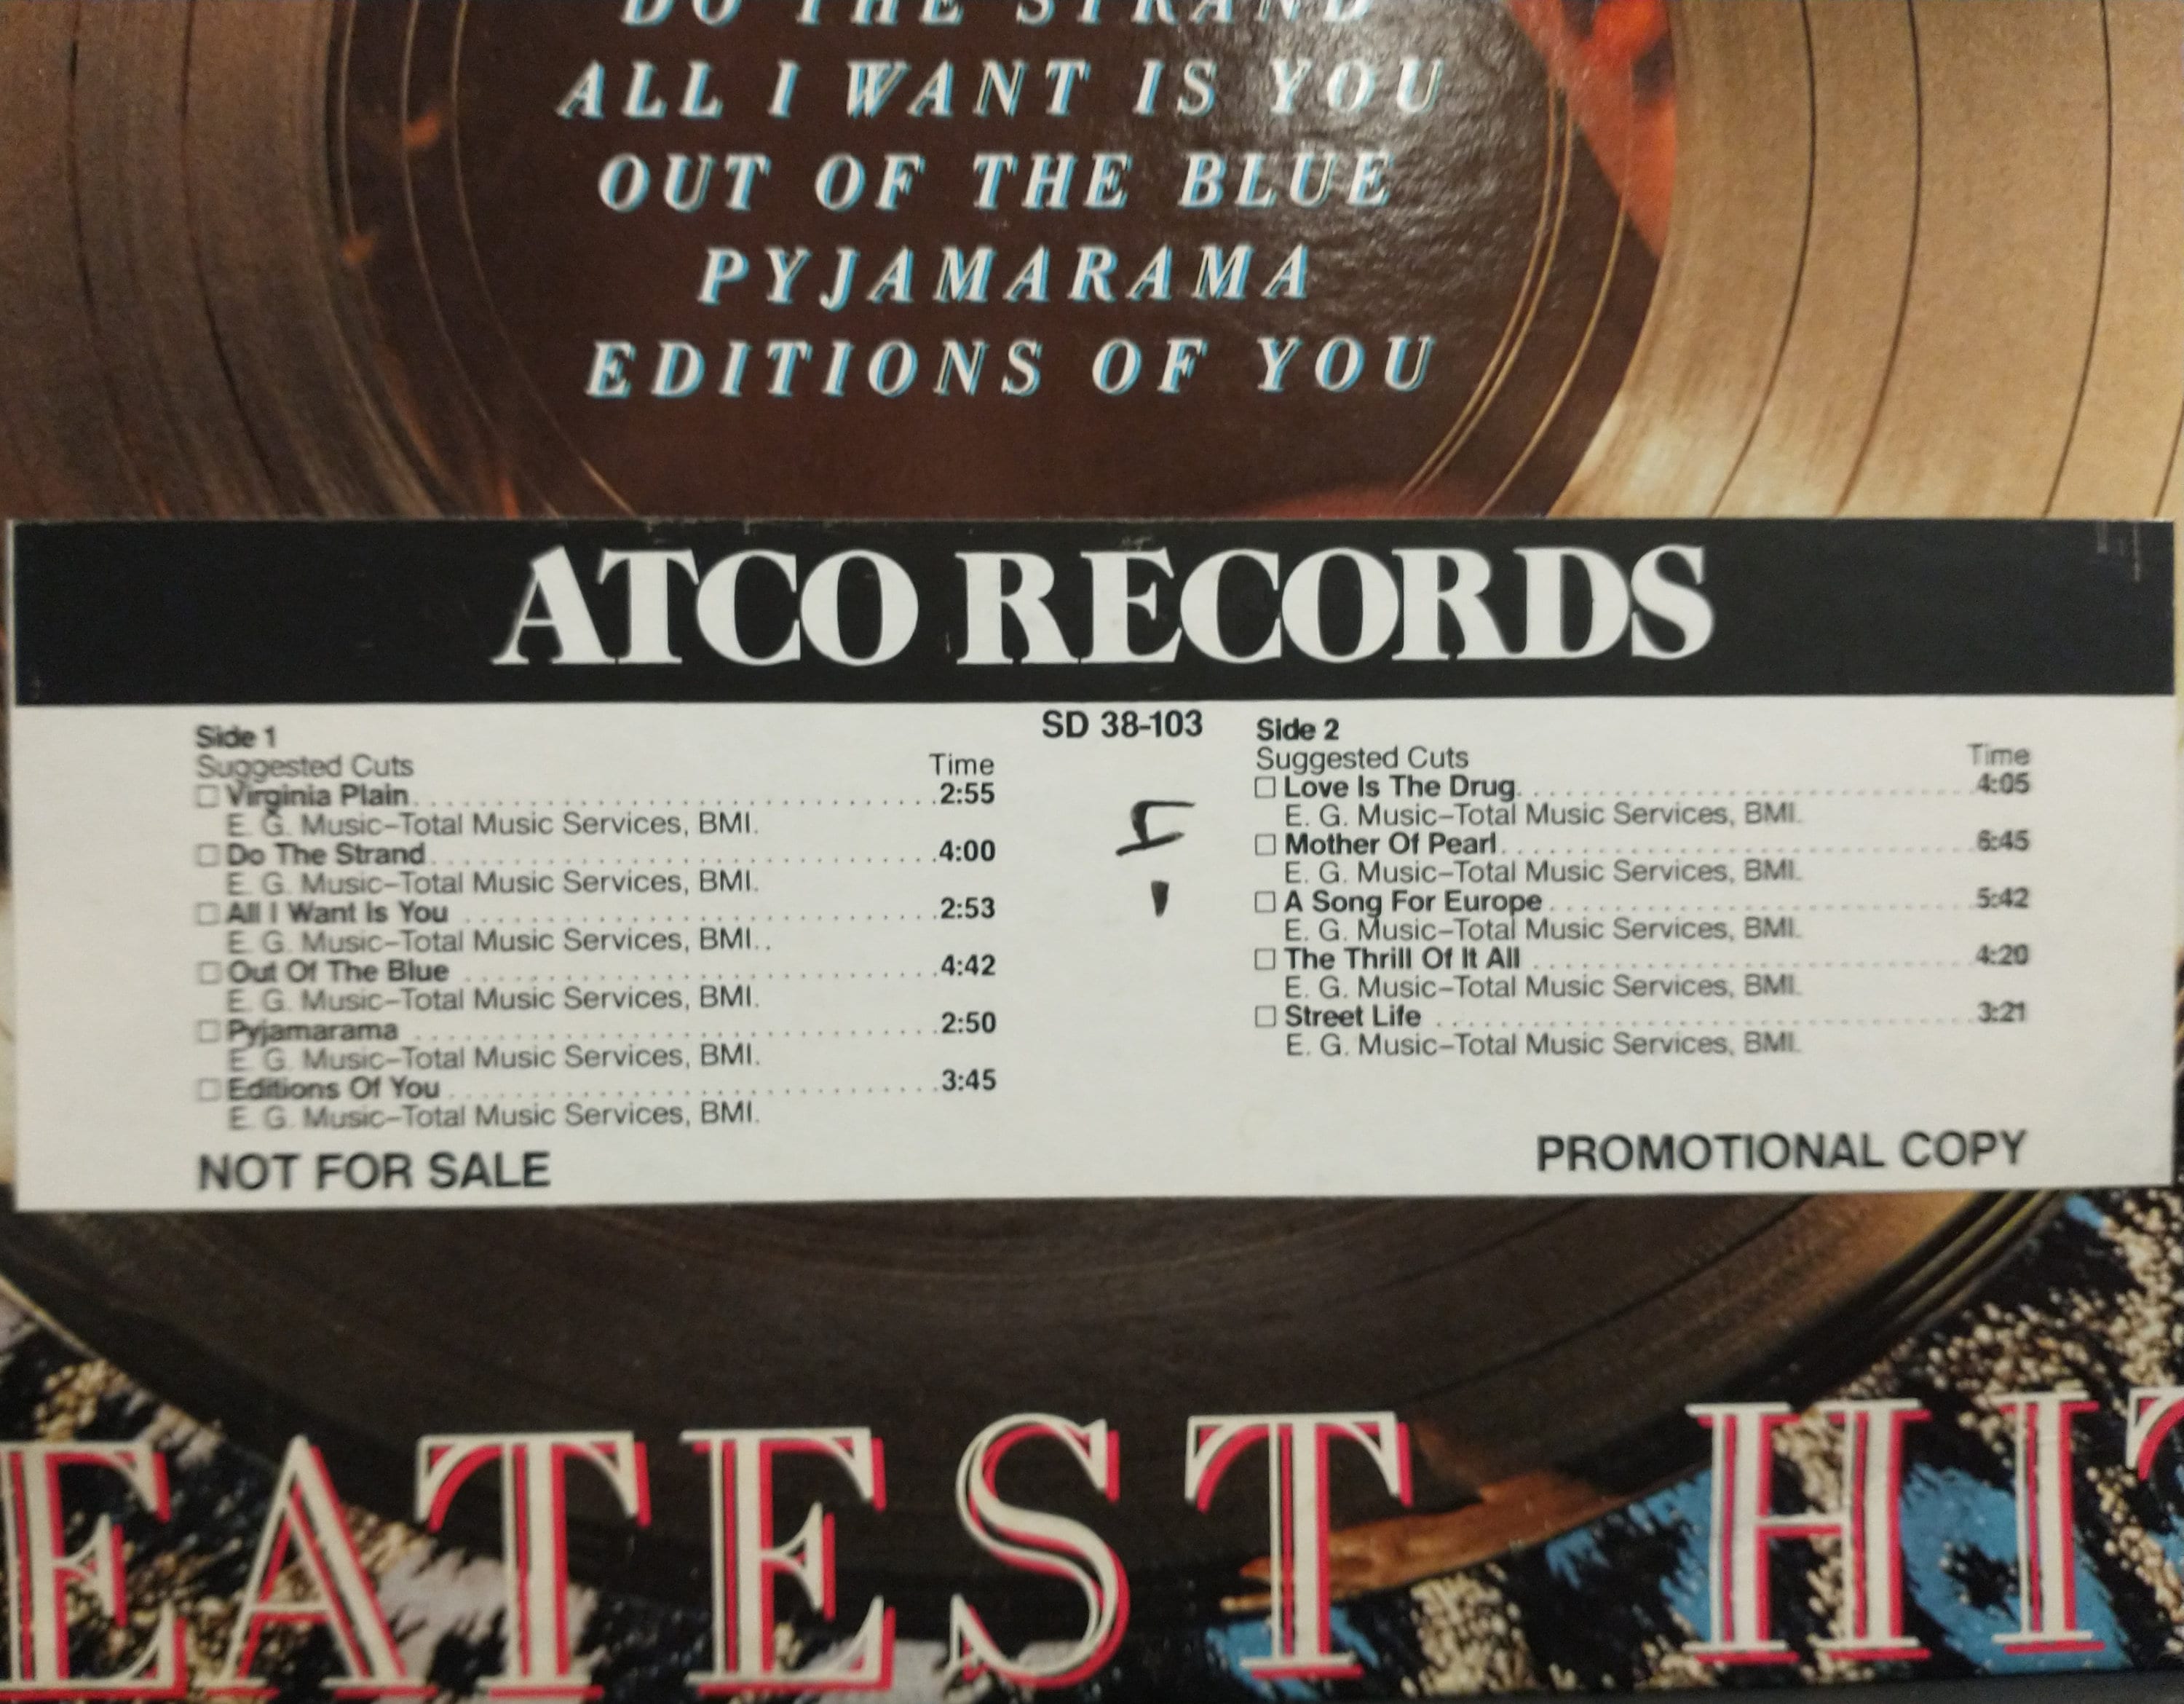 DO THE STRAND
ALL I WANT IS YOU
OUT OF THE BLUE
PYJAMARAMA
EDITIONS OF YOU
ATCO RECORDS
SD 38-103
Side 1
Suggested Cuts Time
□ Virginia Plain 2:55
E. G. Music–Total Music Services, BMI.
□ Do The Strand 4:00
E. G. Music–Total Music Services, BMI.
□ All I Want Is You 2:53
E. G. Music–Total Music Services, BMI..
□ Out Of The Blue 4:42
E. G. Music–Total Music Services, BMI.
□ Pyjamarama 2:50
E. G. Music–Total Music Services, BMI.
□ Editions Of You 3:45
E. G. Music–Total Music Services, BMI.
NOT FOR SALE
Side 2
Suggested Cuts Time
□ Love Is The Drug 4:05
E. G. Music–Total Music Services, BMI.
□ Mother Of Pearl 6:45
E. G. Music–Total Music Services, BMI.
□ A Song For Europe 5:42
E. G. Music–Total Music Services, BMI.
□ The Thrill Of It All 4:20
E. G. Music–Total Music Services, BMI.
□ Street Life 3:21
E. G. Music–Total Music Services, BMI.
PROMOTIONAL COPY
EATEST HIT